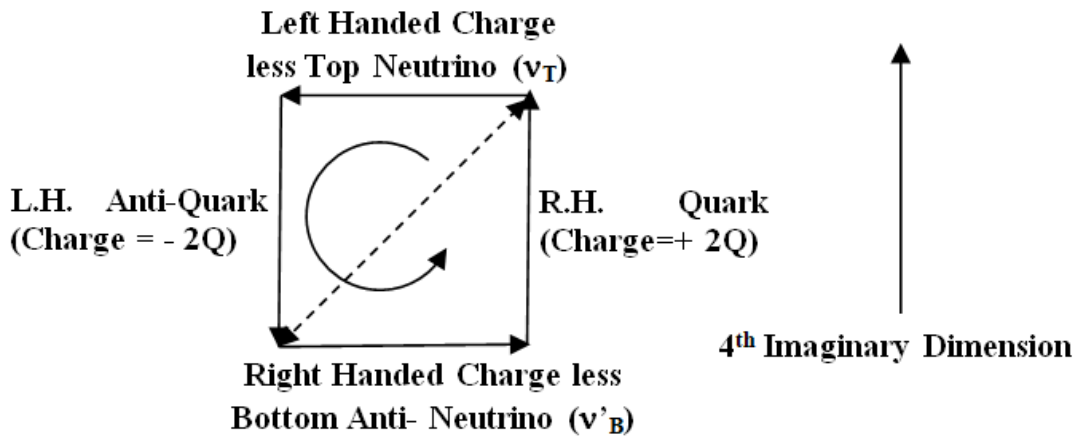 Left Handed Charge
less Top Neutrino (νT)
L.H. Anti-Quark
(Charge = - 2Q)
R.H. Quark
(Charge=+ 2Q)
4th Imaginary Dimension
Right Handed Charge less
Bottom Anti- Neutrino (ν’B)